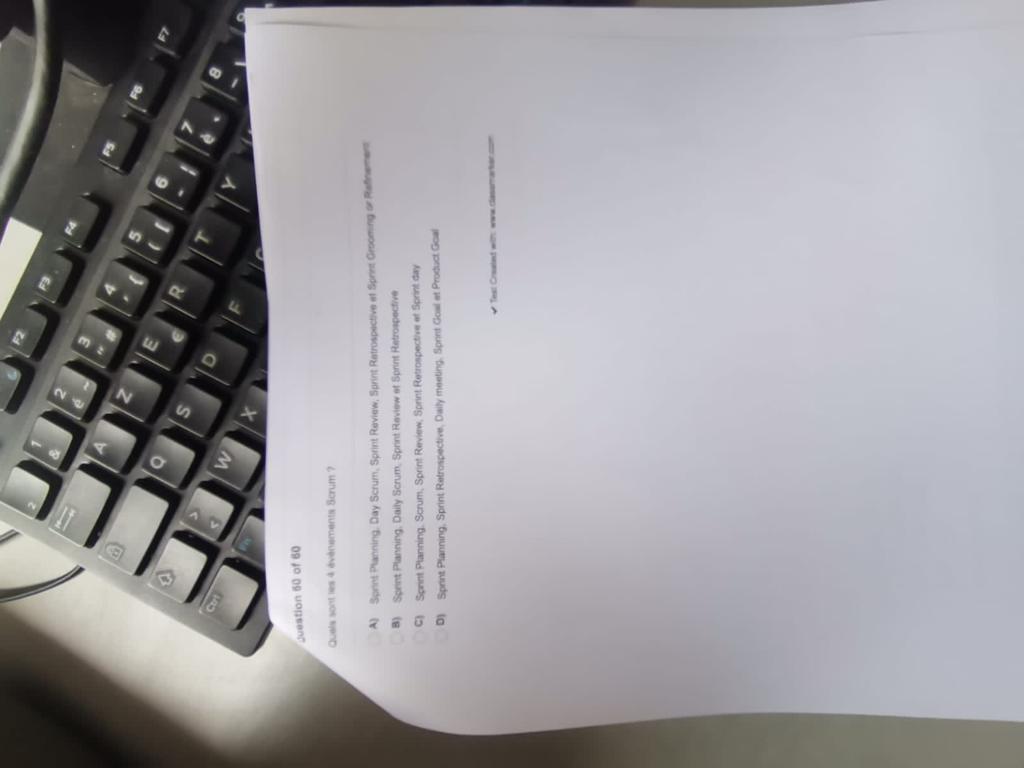 Question 60 of 60
Quels sont les 4 événements Scrum ?
A) Sprint Planning, Day Scrum, Sprint Review, Sprint Retrospective et Sprint Grooming or Refinement
B) Sprint Planning, Daily Scrum, Sprint Review et Sprint Retrospective
C) Sprint Planning, Scrum, Sprint Review, Sprint Retrospective et Sprint day
D) Sprint Planning, Sprint Retrospective, Daily meeting, Sprint Goal et Product Goal
✔ Test Created with: www.classmarker.com
F2 F3 F4 F5 F6 F7
2 1 & 2 é ~ 3 " # 4 ' { 5 ( [ 6 - | 7 è ` 8 _ \
A Z E € R T Y
Q S D F
> < W X
Ctrl Fn